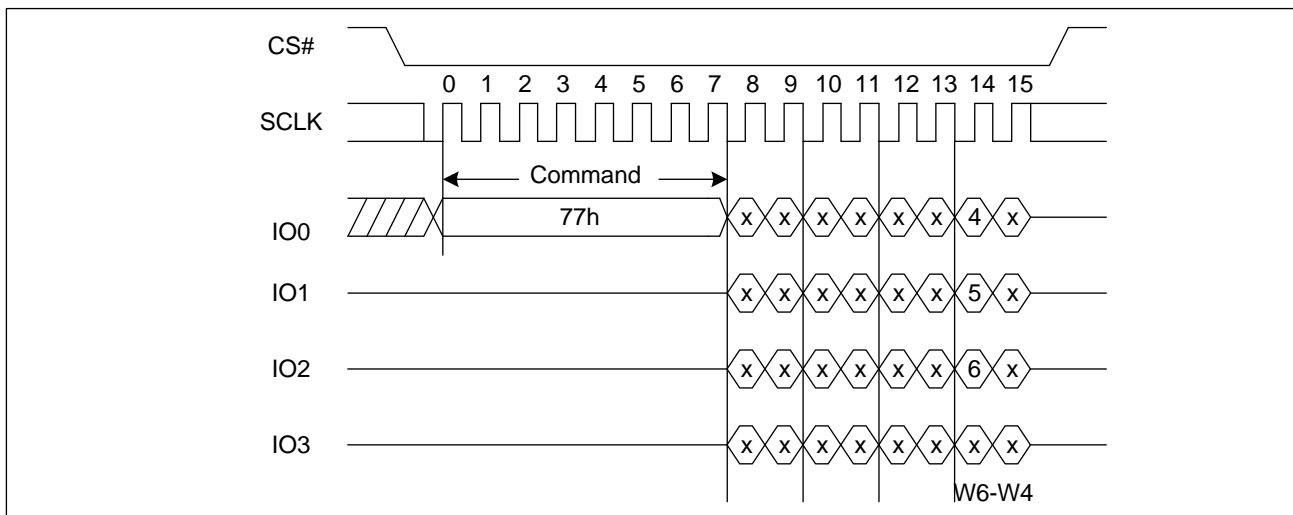 CS#
0 1 2 3 4 5 6 7 8 9 10 11 12 13 14 15
SCLK
Command
IO0 77h x x x x x x 4 x
IO1 x x x x x x 5 x
IO2 x x x x x x 6 x
IO3 x x x x x x x x
W6-W4